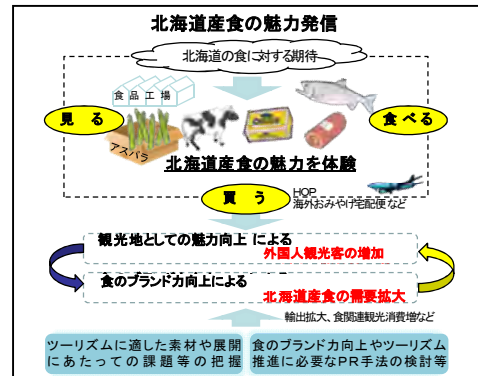 北海道産食の魅力発信
北海道の食に対する期待
食品工場
見る
食べる
アスパラ
北海道産食の魅力を体験
買う
HOP
海外おみやげ宅配便 など
観光地としての魅力向上 による
外国人観光客の増加
食のブランド力向上による
北海道産食の需要拡大
輸出拡大、食関連観光消費増など
ツーリズムに適した素材や展開
にあたっての課題等の把握
食のブランド力向上やツーリズム
推進に必要なPR手法の検討等